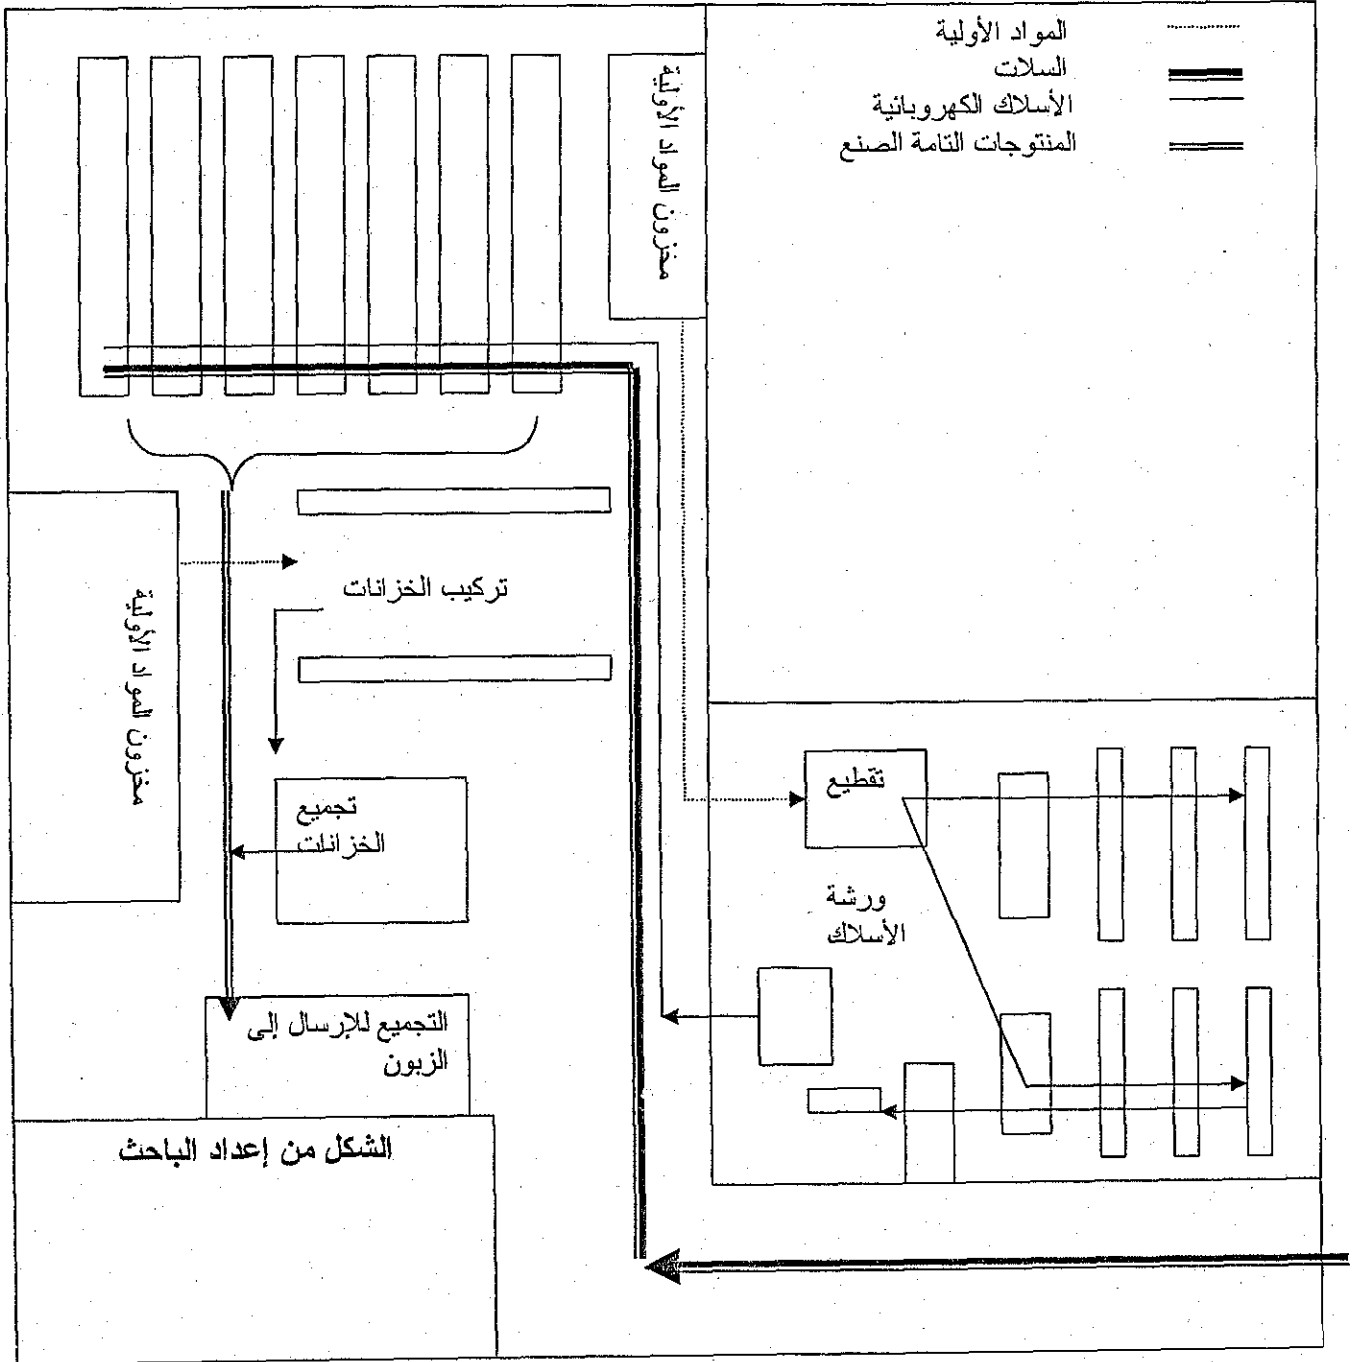 المواد الأولية
السلات
الأسلاك الكهروبائية
المنتوجات التامة الصنع
مخزون المواد الأولية
تركيب الخزانات
مخزون المواد الأولية
تقطيع
تجميع
الخزانات
ورشة
الأسلاك
التجميع للإرسال إلى
الزبون
الشكل من إعداد الباحث